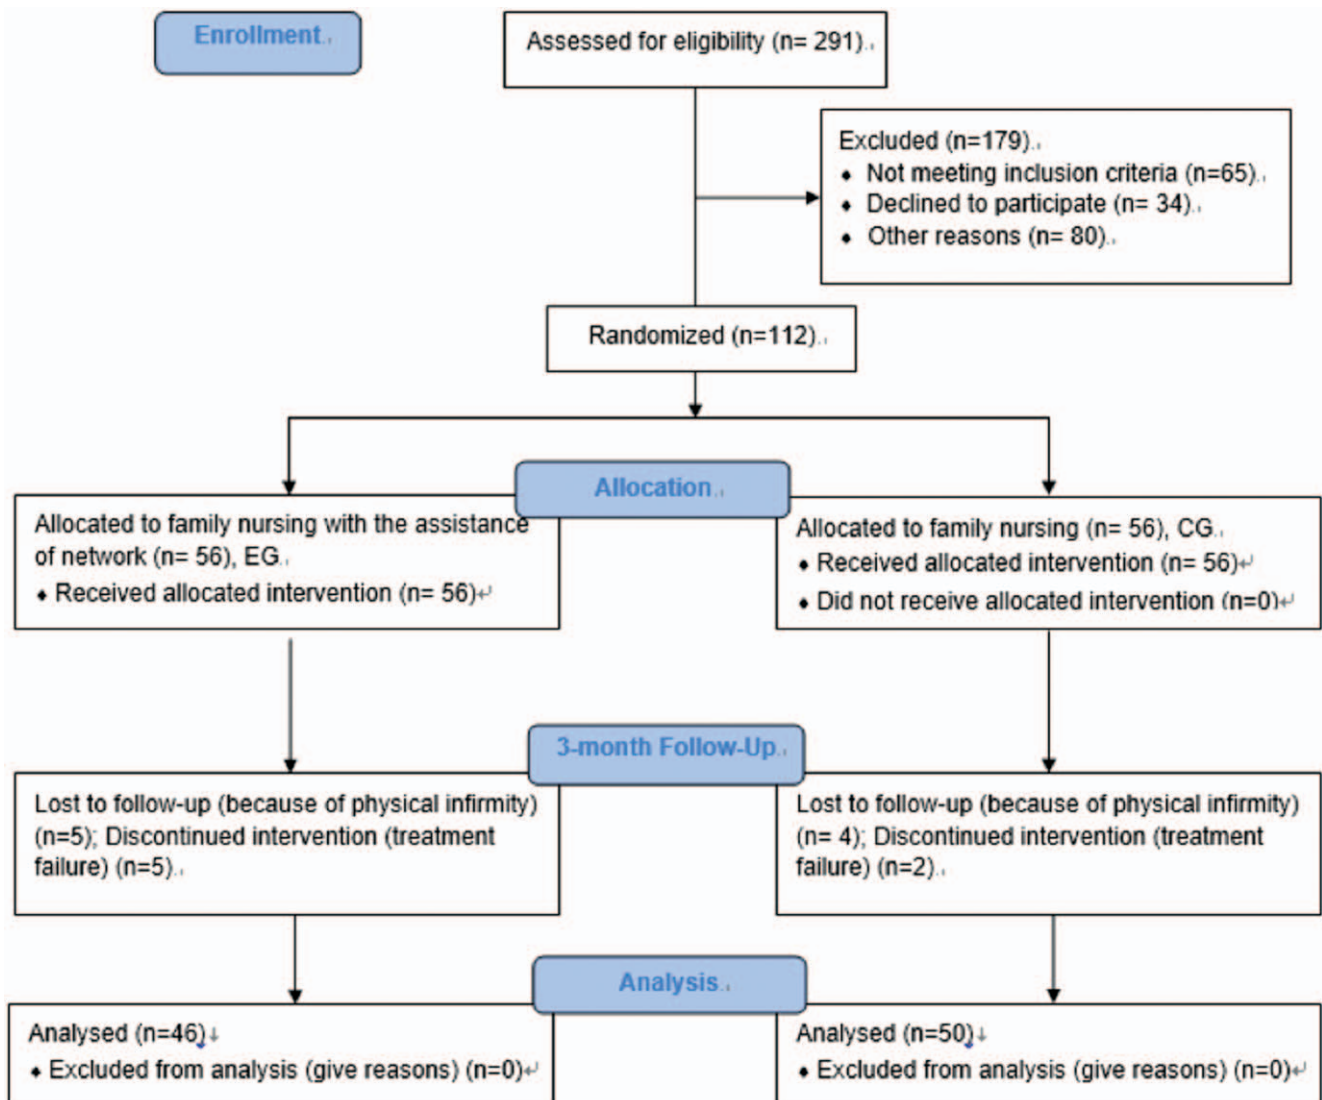 Enrollment
Assessed for eligibility (n= 291)
Excluded (n=179)
♦ Not meeting inclusion criteria (n=65)
♦ Declined to participate (n= 34)
♦ Other reasons (n= 80)
Randomized (n=112)
Allocation
Allocated to family nursing with the assistance
of network (n= 56), EG
♦ Received allocated intervention (n= 56)↵
Allocated to family nursing (n= 56), CG
♦ Received allocated intervention (n= 56)↵
♦ Did not receive allocated intervention (n=0)↵
3-month Follow-Up
Lost to follow-up (because of physical infirmity)
(n=5); Discontinued intervention (treatment
failure) (n=5)
Lost to follow-up (because of physical infirmity)
(n= 4); Discontinued intervention (treatment
failure) (n=2)
Analysis
Analysed (n=46)↓
♦ Excluded from analysis (give reasons) (n=0)↵
Analysed (n=50)↓
♦ Excluded from analysis (give reasons) (n=0)↵